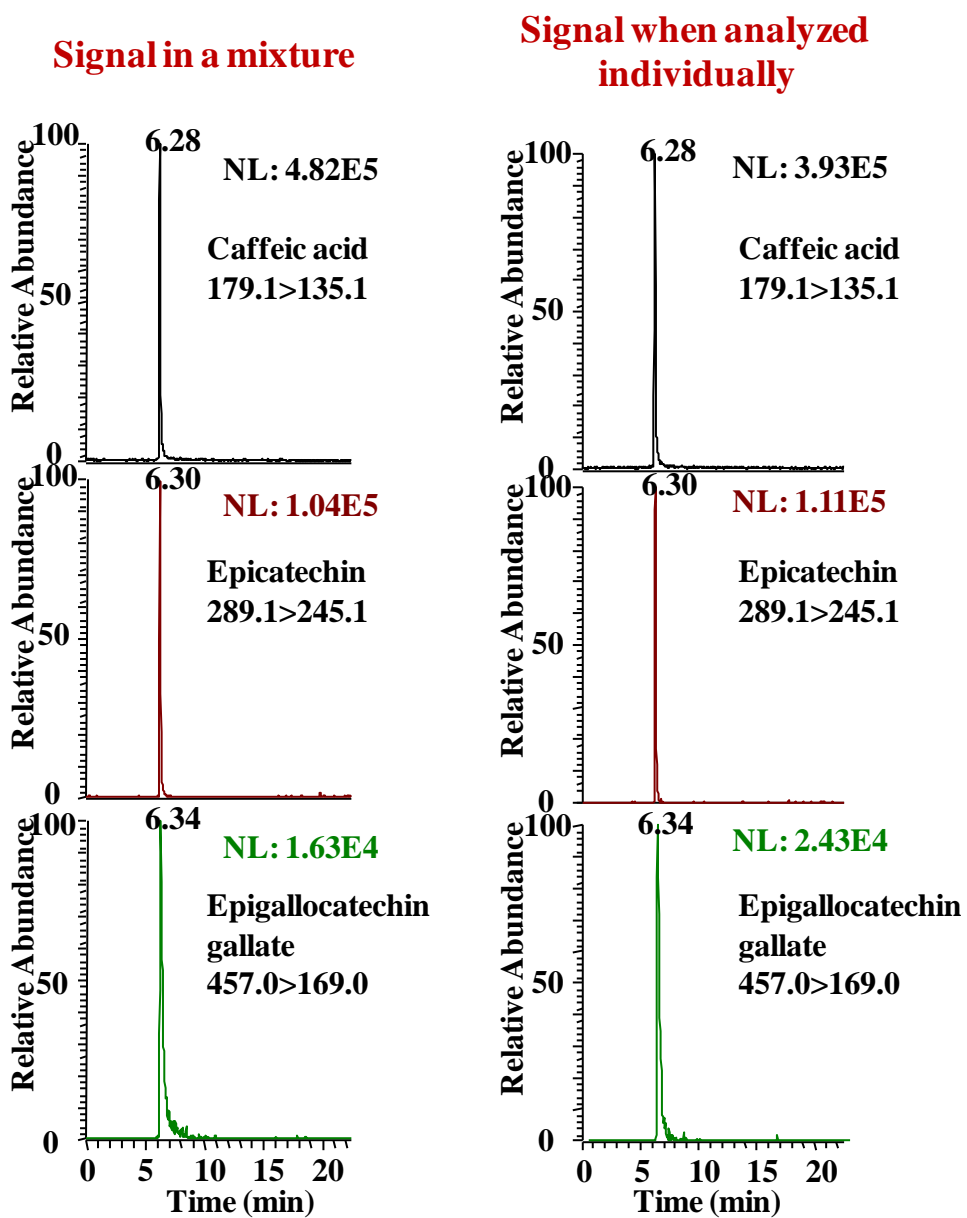 Signal in a mixture
Signal when analyzed
individually
Relative Abundance
100
50
0
6.28
NL: 4.82E5
Caffeic acid
179.1>135.1
Relative Abundance
100
50
0
6.28
NL: 3.93E5
Caffeic acid
179.1>135.1
Relative Abundance
100
50
0
6.30
NL: 1.04E5
Epicatechin
289.1>245.1
Relative Abundance
100
50
0
6.30
NL: 1.11E5
Epicatechin
289.1>245.1
Relative Abundance
100
50
0
6.34
NL: 1.63E4
Epigallocatechin
gallate
457.0>169.0
0 5 10 15 20
Time (min)
Relative Abundance
100
50
0
6.34
NL: 2.43E4
Epigallocatechin
gallate
457.0>169.0
0 5 10 15 20
Time (min)